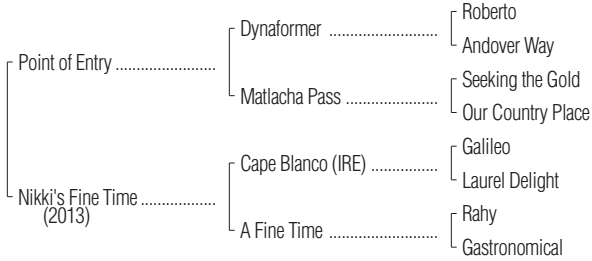 Roberto
Dynaformer ........................
Andover Way
Point of Entry ......................
Seeking the Gold
Matlacha Pass ....................
Our Country Place
Galileo
Cape Blanco (IRE) ...............
Laurel Delight
Nikki's Fine Time .................
(2013)
Rahy
A Fine Time ........................
Gastronomical